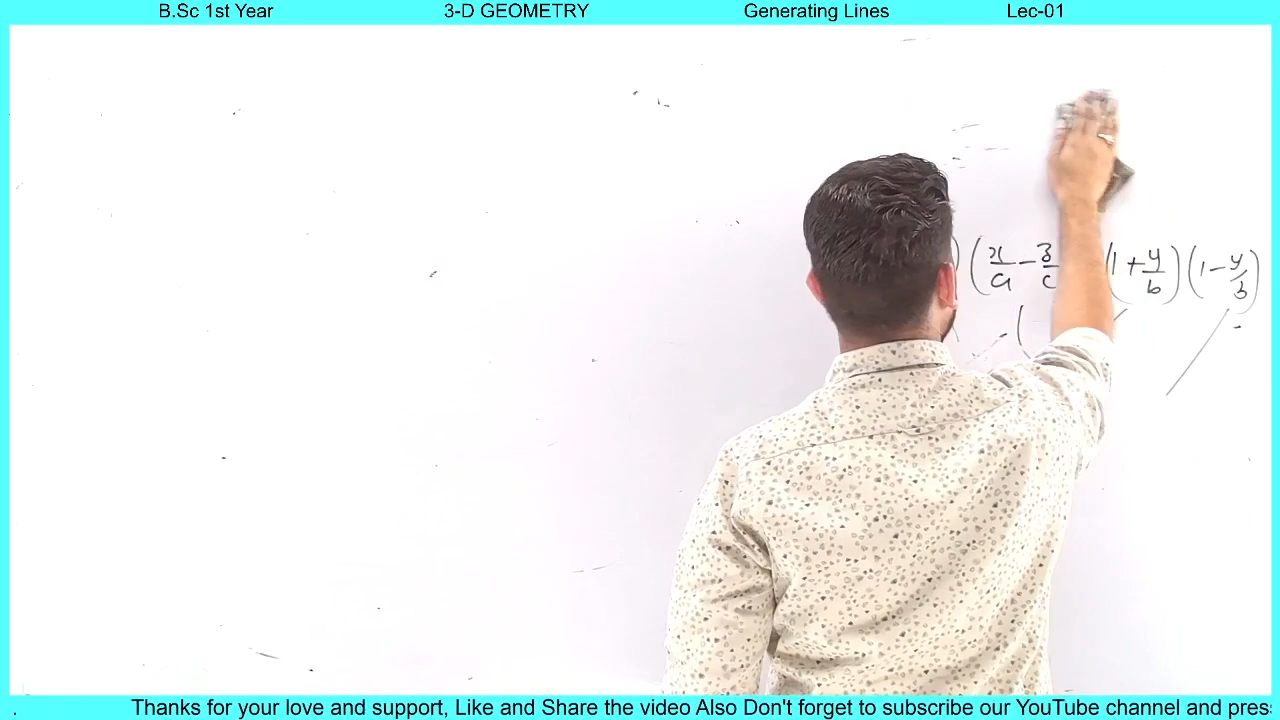 B.Sc 1st Year 3-D GEOMETRY Generating Lines Lec-01
) (x/a - z/c (1 + y/b) (1 - y/b)
(
Thanks for your love and support, Like and Share the video Also Don't forget to subscribe our YouTube channel and press